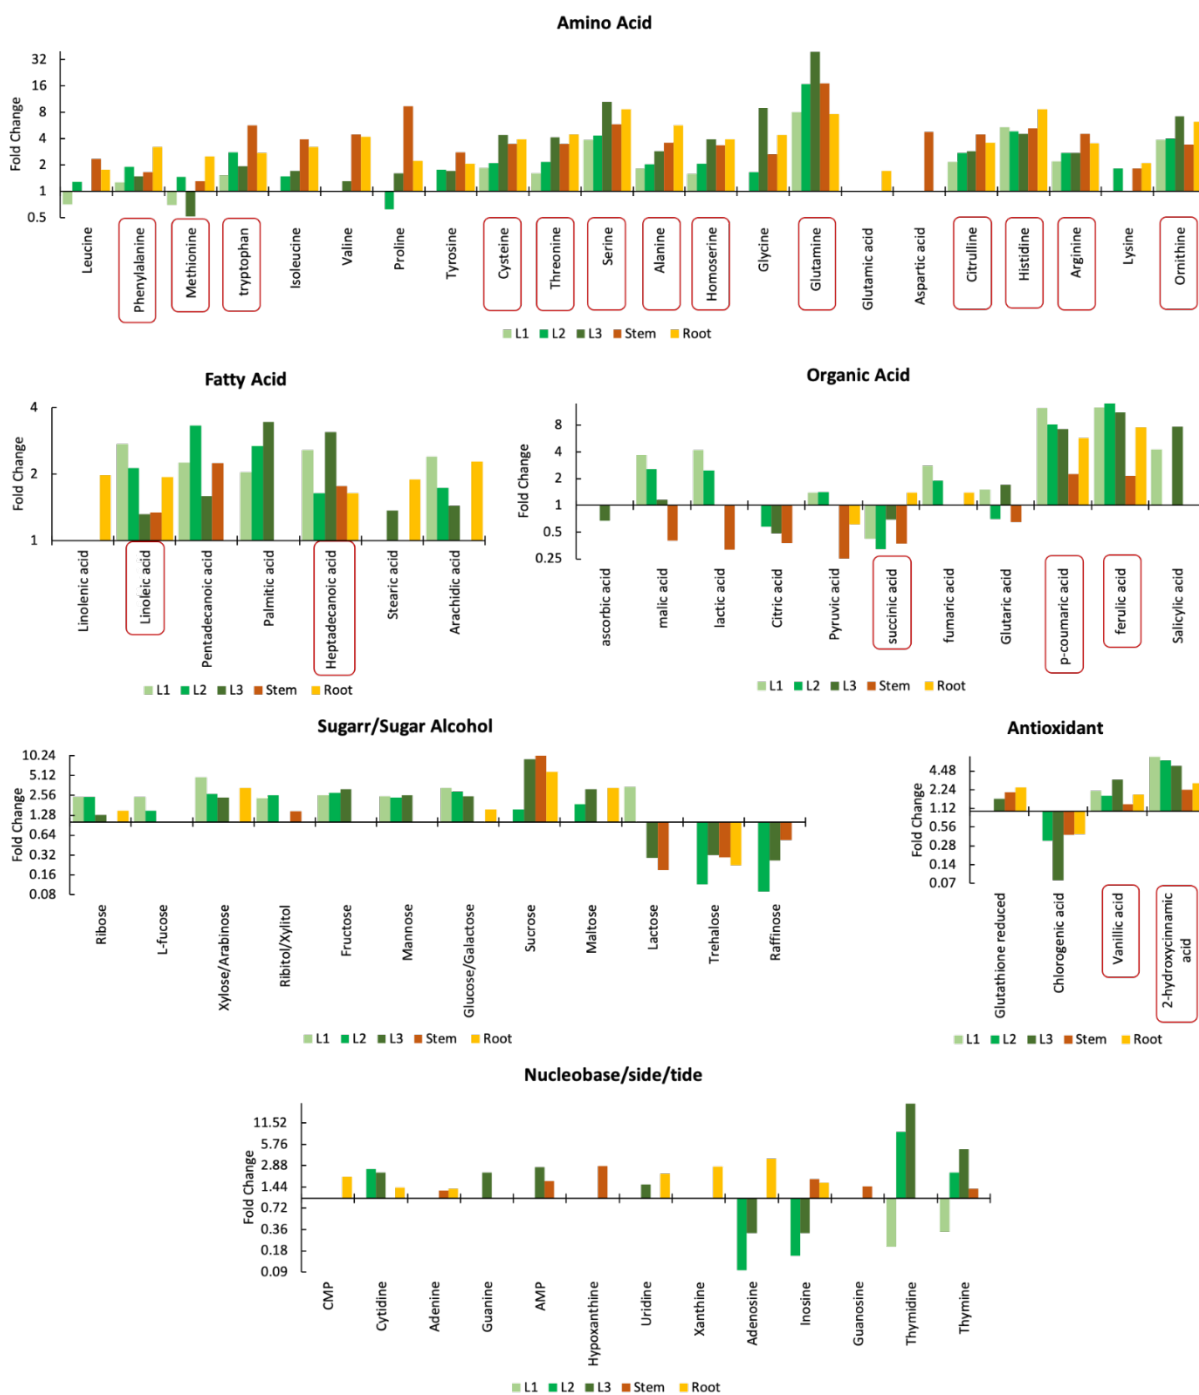 Amino Acid
Fold Change
32
16
8
4
2
1
0.5
Leucine
Phenylalanine
Methionine
tryptophan
Isoleucine
Valine
Proline
Tyrosine
Cysteine
Threonine
Serine
Alanine
Homoserine
Glycine
Glutamine
Glutamic acid
Aspartic acid
Citrulline
Histidine
Arginine
Lysine
Ornithine
L1 L2 L3 Stem Root
Fatty Acid
Fold Change
4
2
1
Linolenic acid
Linoleic acid
Pentadecanoic acid
Palmitic acid
Heptadecanoic acid
Stearic acid
Arachidic acid
L1 L2 L3 Stem Root
Organic Acid
Fold Change
8
4
2
1
0.5
0.25
ascorbic acid
malic acid
lactic acid
Citric acid
Pyruvic acid
succinic acid
fumaric acid
Glutaric acid
p-coumaric acid
ferulic acid
Salicylic acid
L1 L2 L3 Stem Root
Sugarr/Sugar Alcohol
Fold Change
10.24
5.12
2.56
1.28
0.64
0.32
0.16
0.08
Ribose
L-fucose
Xylose/Arabinose
Ribitol/Xylitol
Fructose
Mannose
Glucose/Galactose
Sucrose
Maltose
Lactose
Trehalose
Raffinose
L1 L2 L3 Stem Root
Antioxidant
Fold Change
4.48
2.24
1.12
0.56
0.28
0.14
0.07
Glutathione reduced
Chlorogenic acid
Vanillic acid
2-hydroxycinnamic
acid
L1 L2 L3 Stem Root
Nucleobase/side/tide
Fold Change
11.52
5.76
2.88
1.44
0.72
0.36
0.18
0.09
CMP
Cytidine
Adenine
Guanine
AMP
Hypoxanthine
Uridine
Xanthine
Adenosine
Inosine
Guanosine
Thymidine
Thymine
L1 L2 L3 Stem Root